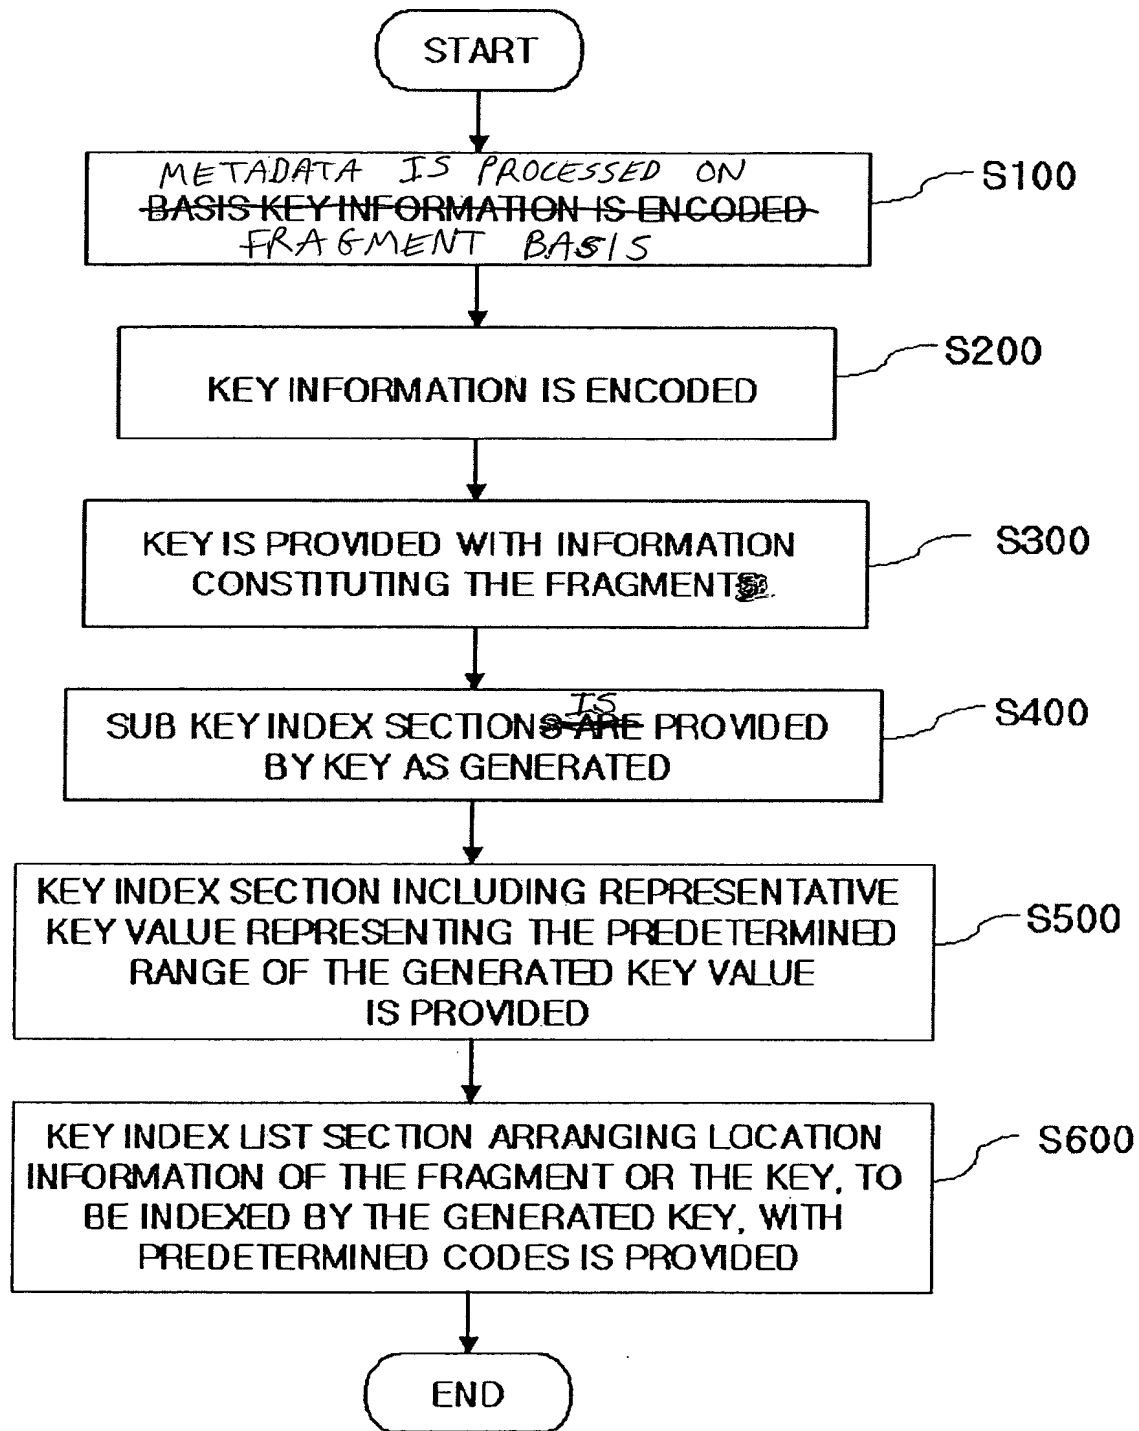 START
METADATA IS PROCESSED ON
BASIS KEY INFORMATION IS ENCODED
FRAGMENT BASIS
S100
KEY INFORMATION IS ENCODED
S200
KEY IS PROVIDED WITH INFORMATION
CONSTITUTING THE FRAGMENT
S300
IS
SUB KEY INDEX SECTIONS ARE PROVIDED
BY KEY AS GENERATED
S400
KEY INDEX SECTION INCLUDING REPRESENTATIVE
KEY VALUE REPRESENTING THE PREDETERMINED
RANGE OF THE GENERATED KEY VALUE
IS PROVIDED
S500
KEY INDEX LIST SECTION ARRANGING LOCATION
INFORMATION OF THE FRAGMENT OR THE KEY, TO
BE INDEXED BY THE GENERATED KEY, WITH
PREDETERMINED CODES IS PROVIDED
S600
END